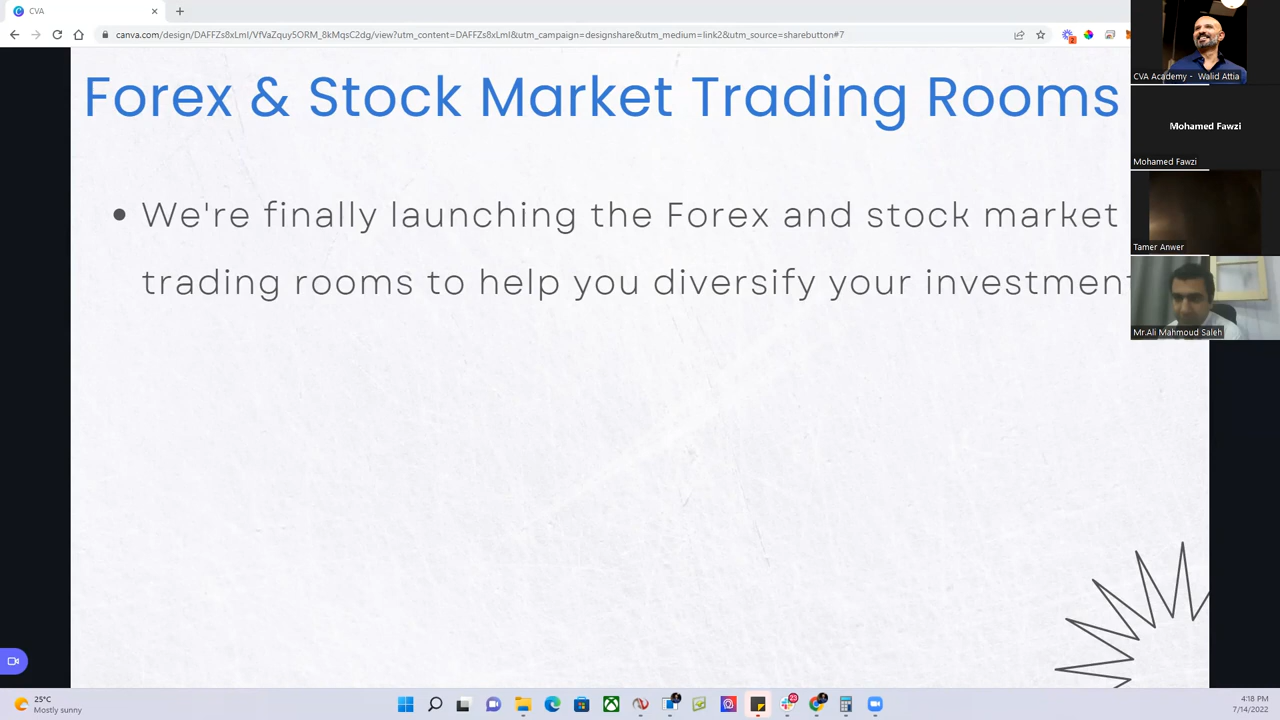 CVA
canva.com/design/DAFFZs8xLmI/VfVaZquy5ORM_8kMqsC2dg/view?utm_content=DAFFZs8xLmI&utm_campaign=designshare&utm_medium=link2&utm_source=sharebutton#7
Forex & Stock Market Trading Rooms
We're finally launching the Forex and stock market
trading rooms to help you diversify your investment
CVA Academy - Walid Attia
Mohamed Fawzi
Mohamed Fawzi
Tamer Anwer
Mr.Ali Mahmoud Saleh
25°C
Mostly sunny
4:18 PM
7/14/2022